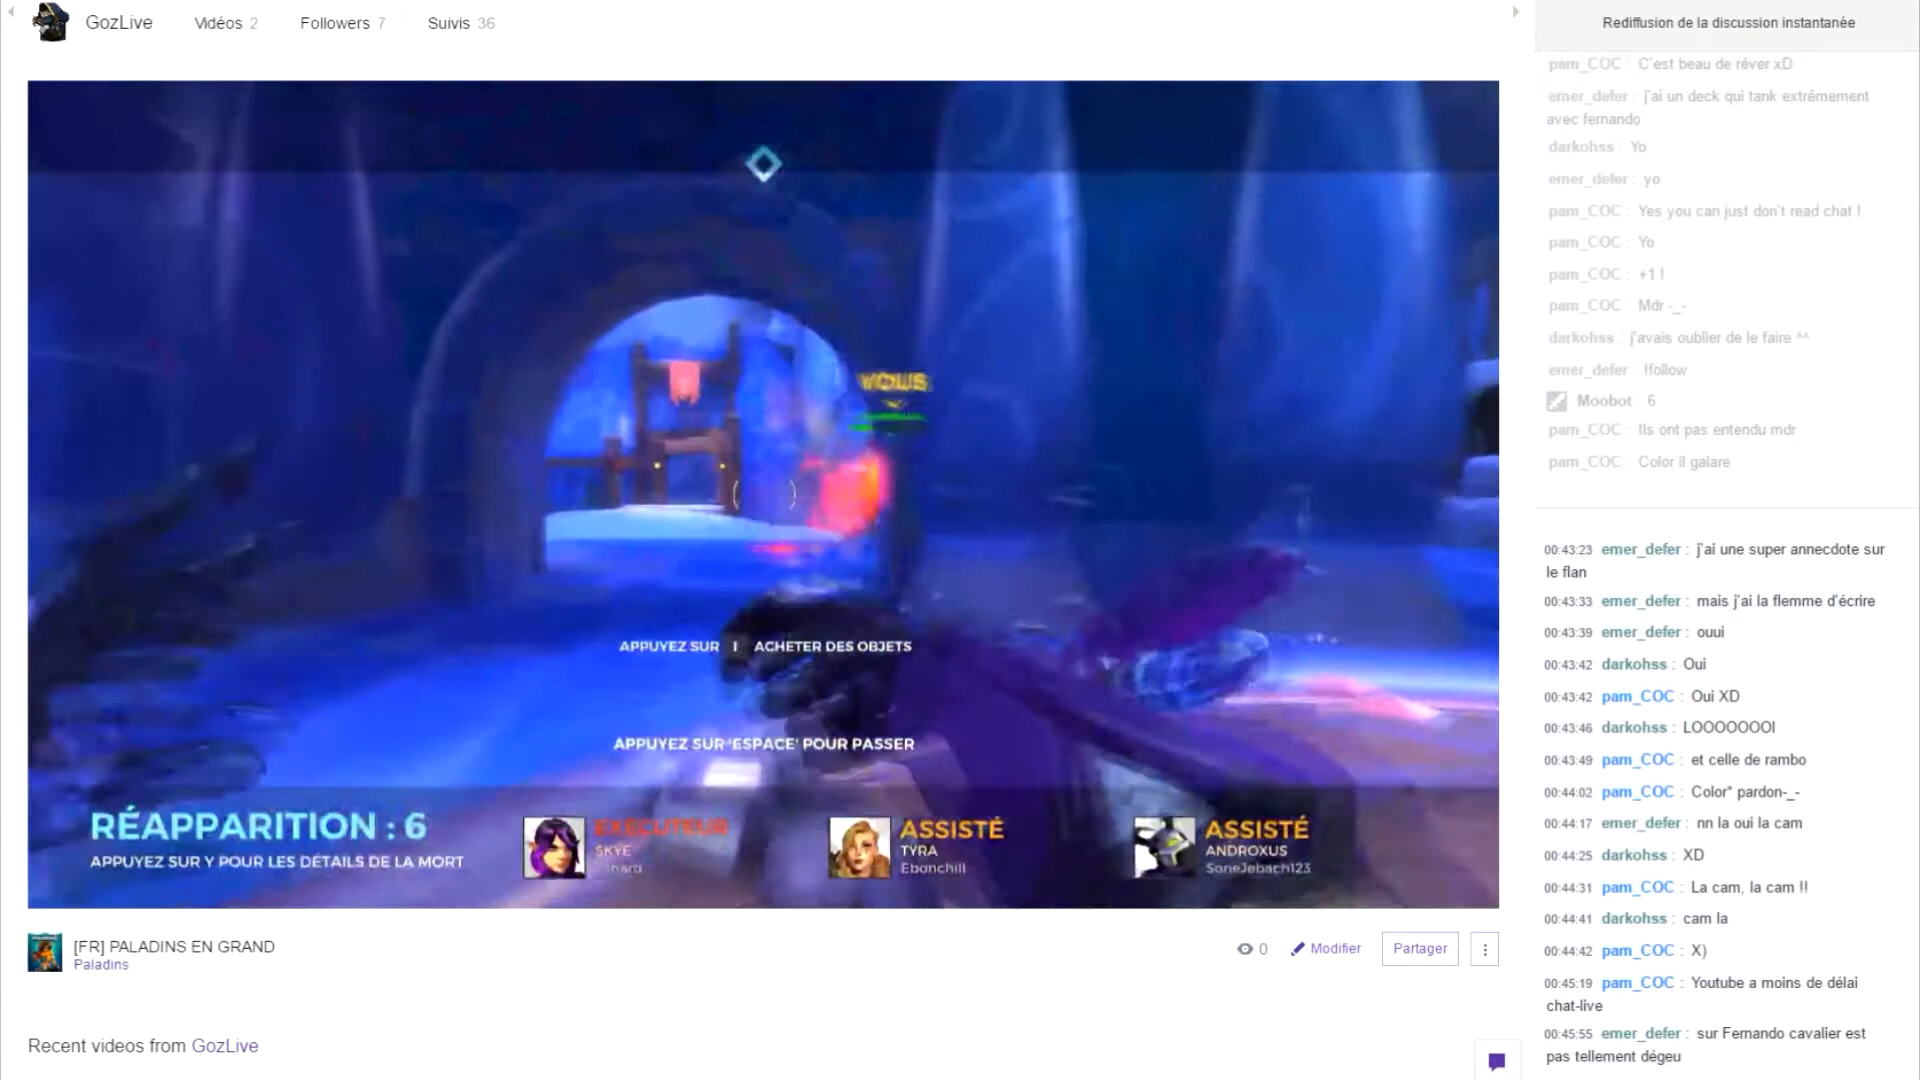 GozLive Vidéos 2 Followers 7 Suivis 36
Rediffusion de la discussion instantanée
pam_COC : C'est beau de rêver xD
emer_defer : j'ai un deck qui tank extrêmement
avec fernando
darkohss : Yo
emer_defer : yo
pam_COC : Yes you can just don't read chat !
pam_COC : Yo
pam_COC : +1 !
pam_COC : Mdr -_-
darkohss : j'avais oublier de le faire ^^
emer_defer : !follow
Moobot 6
pam_COC : Ils ont pas entendu mdr
pam_COC : Color il galare
00:43:23 emer_defer : j'ai une super annecdote sur
le flan
00:43:33 emer_defer : mais j'ai la flemme d'écrire
00:43:39 emer_defer : ouui
00:43:42 darkohss : Oui
00:43:42 pam_COC : Oui XD
00:43:46 darkohss : LOOOOOOOl
00:43:49 pam_COC : et celle de rambo
00:44:02 pam_COC : Color* pardon-_-
00:44:17 emer_defer : nn la oui la cam
00:44:25 darkohss : XD
00:44:31 pam_COC : La cam, la cam !!
00:44:41 darkohss : cam la
00:44:42 pam_COC : X)
00:45:19 pam_COC : Youtube a moins de délai
chat-live
00:45:55 emer_defer : sur Fernando cavalier est
pas tellement dégeu
APPUYEZ SUR I ACHETER DES OBJETS
APPUYEZ SUR 'ESPACE' POUR PASSER
RÉAPPARITION : 6
APPUYEZ SUR Y POUR LES DÉTAILS DE LA MORT
EXÉCUTEUR
SKYE
ASSISTÉ
TYRA
Ebanchill
ASSISTÉ
ANDROXUS
SaneJebach123
[FR] PALADINS EN GRAND
Paladins
0 Modifier Partager
Recent videos from GozLive